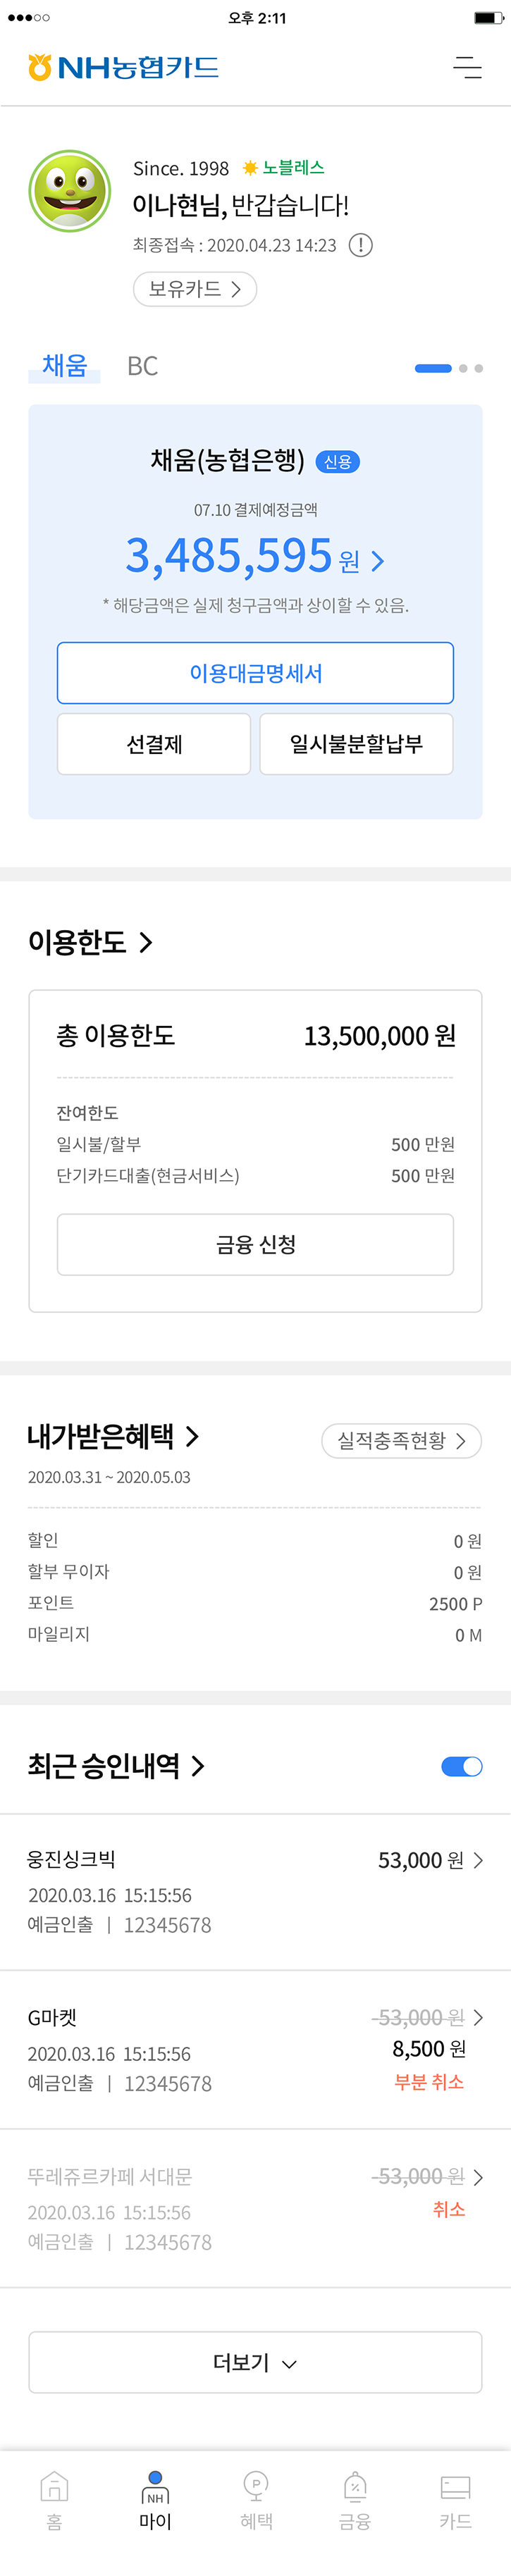 오후 2:11
NH농협카드
Since. 1998 노블레스
이나현님, 반갑습니다!
최종접속 : 2020.04.23 14:23
보유카드
채움 BC
채움(농협은행) 신용
07.10 결제예정금액
3,485,595 원
* 해당금액은 실제 청구금액과 상이할 수 있음.
이용대금명세서
선결제 일시불분할납부
이용한도
총 이용한도 13,500,000 원
잔여한도
일시불/할부 500 만원
단기카드대출(현금서비스) 500 만원
금융 신청
내가받은혜택 실적충족현황
2020.03.31 ~ 2020.05.03
할인 0 원
할부 무이자 0 원
포인트 2500 P
마일리지 0 M
최근 승인내역
웅진싱크빅 53,000 원
2020.03.16 15:15:56
예금인출 | 12345678
G마켓 53,000 원
2020.03.16 15:15:56 8,500 원
예금인출 | 12345678 부분 취소
뚜레쥬르카페 서대문 53,000 원
2020.03.16 15:15:56 취소
예금인출 | 12345678
더보기
NH P
홈 마이 혜택 금융 카드